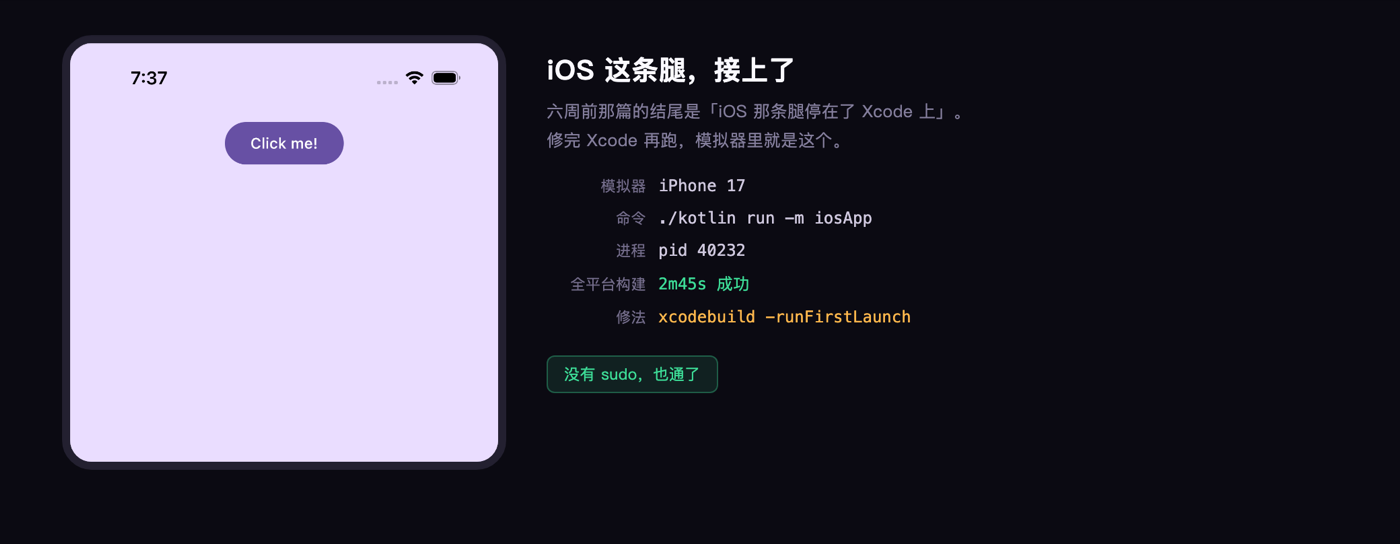 7:37
Click me!
iOS 这条腿，接上了
六周前那篇的结尾是「iOS 那条腿停在了 Xcode 上」。
修完 Xcode 再跑，模拟器里就是这个。
模拟器 iPhone 17
命令 ./kotlin run -m iosApp
进程 pid 40232
全平台构建 2m45s 成功
修法 xcodebuild -runFirstLaunch
没有 sudo，也通了